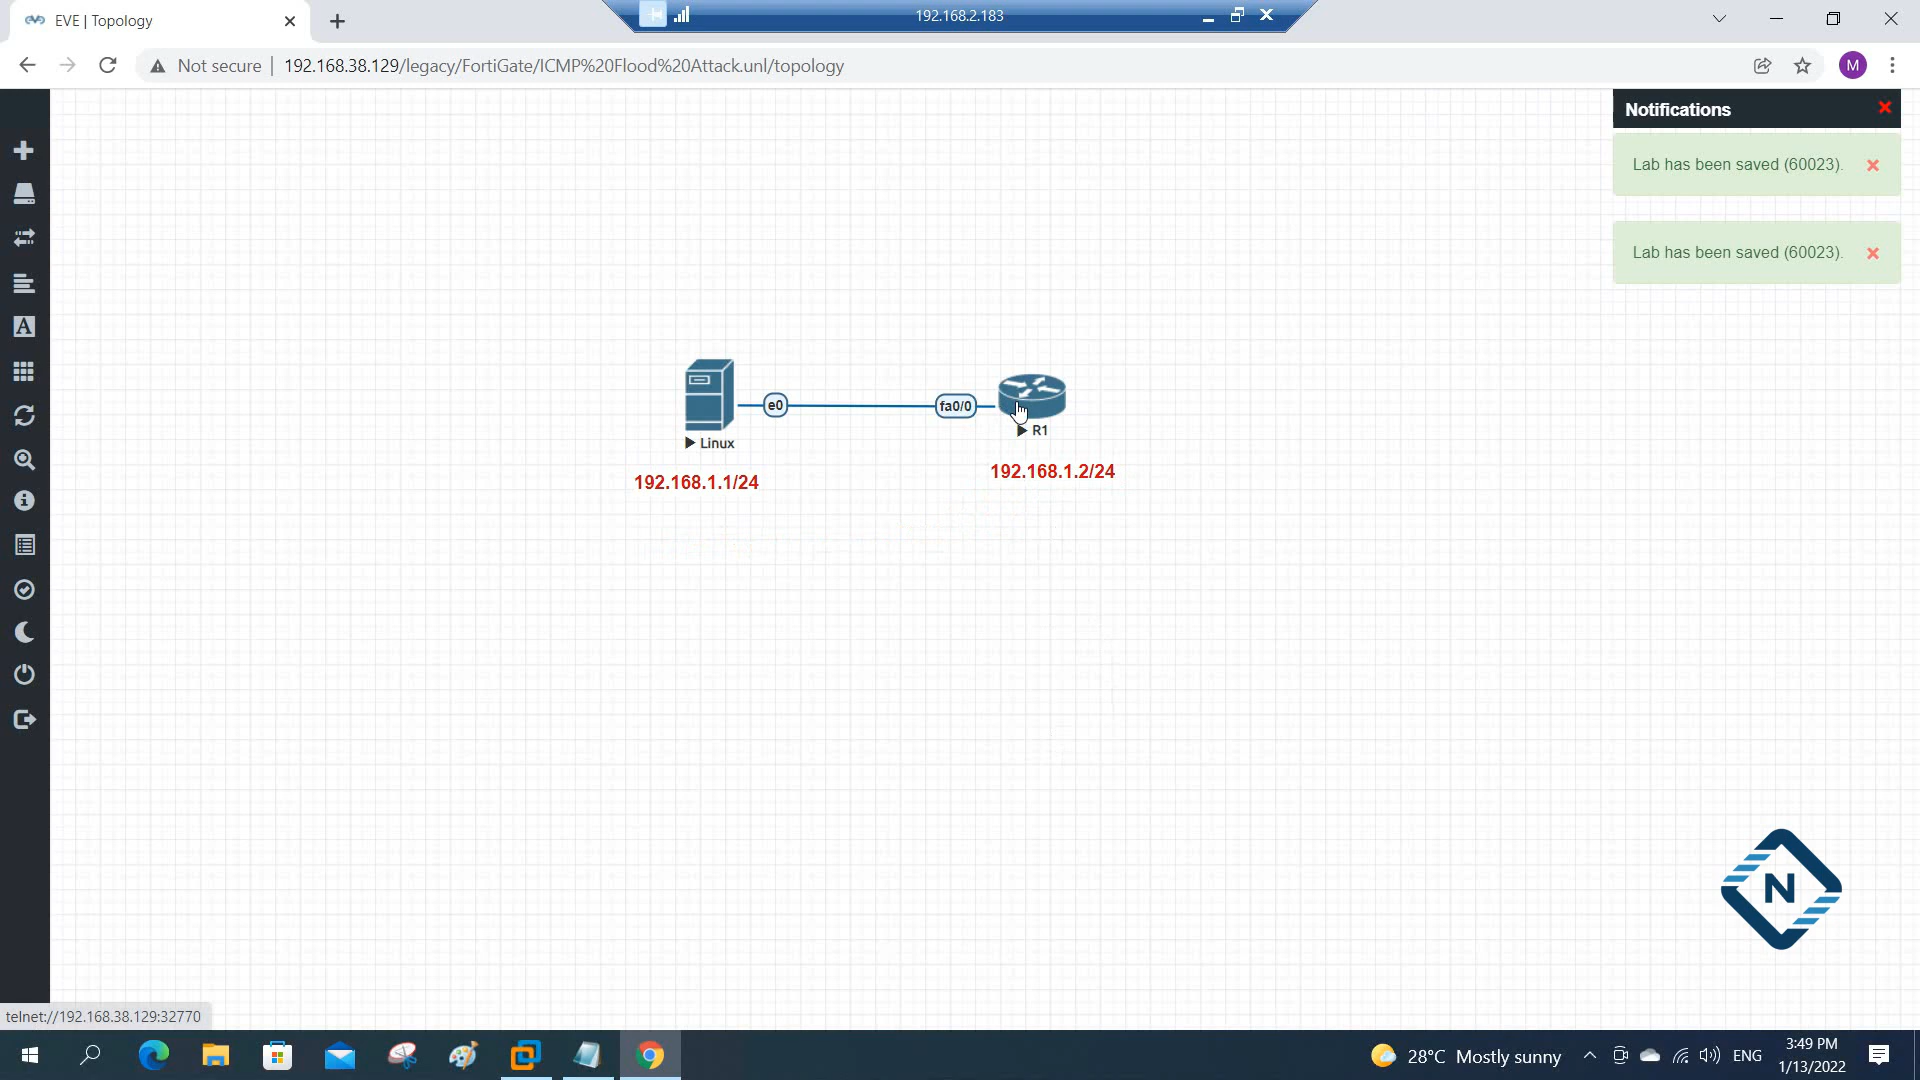 EVE | Topology
192.168.2.183
Not secure
192.168.38.129/legacy/FortiGate/ICMP%20Flood%20Attack.unl/topology
M
Notifications
Lab has been saved (60023).
Lab has been saved (60023).
A
e0
fa0/0
R1
Linux
192.168.1.1/24
192.168.1.2/24
N
telnet://192.168.38.129:32770
28°C Mostly sunny
ENG
3:49 PM
1/13/2022